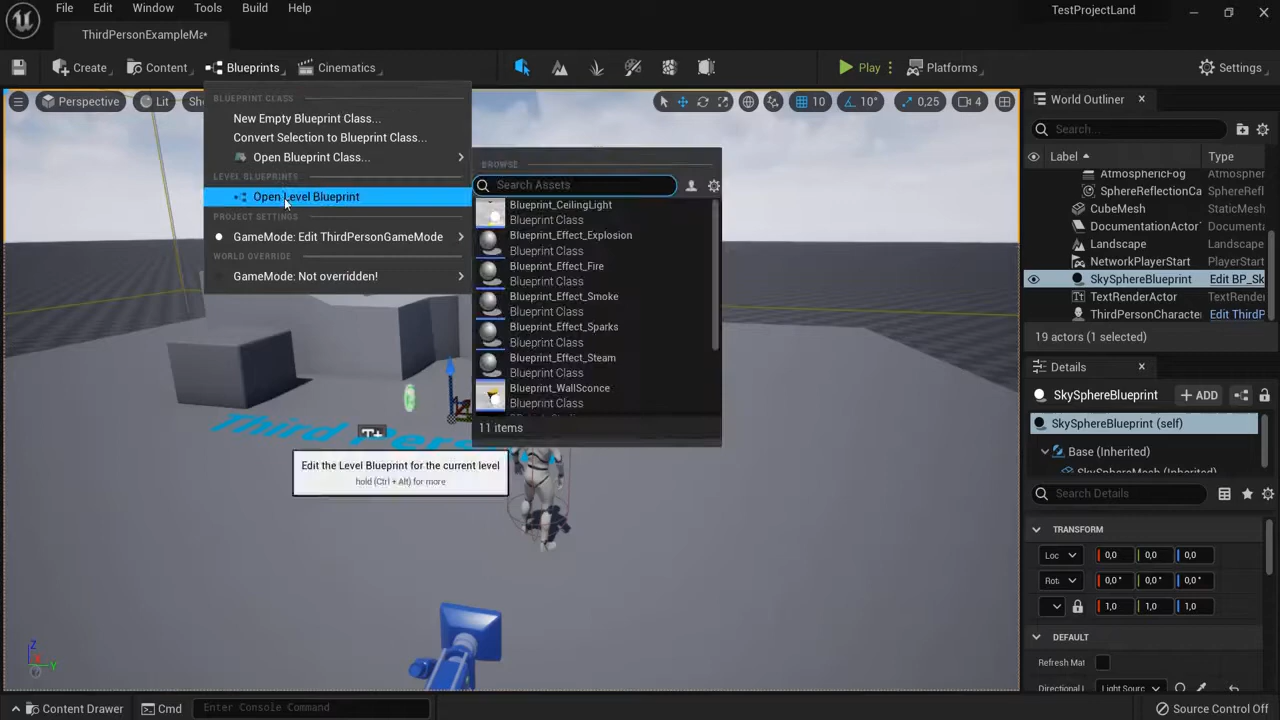 File Edit Window Tools Build Help
TestProjectLand
ThirdPersonExampleMa*
Create Content Blueprints Cinematics Play Platforms Settings
Perspective Lit Sh 10 10° 0,25 4
BLUEPRINT CLASS
New Empty Blueprint Class...
Convert Selection to Blueprint Class...
Open Blueprint Class...
LEVEL BLUEPRINTS
Open Level Blueprint
PROJECT SETTINGS
GameMode: Edit ThirdPersonGameMode
WORLD OVERRIDE
GameMode: Not overridden!
BROWSE
Search Assets
Blueprint_CeilingLight
Blueprint Class
Blueprint_Effect_Explosion
Blueprint Class
Blueprint_Effect_Fire
Blueprint Class
Blueprint_Effect_Smoke
Blueprint Class
Blueprint_Effect_Sparks
Blueprint Class
Blueprint_Effect_Steam
Blueprint Class
Blueprint_WallSconce
Blueprint Class
11 items
Third Pers
Edit the Level Blueprint for the current level
hold (Ctrl + Alt) for more
World Outliner
Search...
Label Type
AtmosphericFog
SphereReflectionCa
CubeMesh StaticMes
DocumentationActor Documenta
Landscape Landscape
NetworkPlayerStart PlayerStart
SkySphereBlueprint Edit BP_Sk
TextRenderActor TextRende
ThirdPersonCharacte Edit ThirdP
19 actors (1 selected)
Details
SkySphereBlueprint ADD
SkySphereBlueprint (self)
Base (Inherited)
SkySphereMesh (Inherited)
Search Details
TRANSFORM
Loc 0,0 0,0 0,0
Rot 0,0° 0,0° 0,0°
1,0 1,0 1,0
DEFAULT
Refresh Mat
Directional L Light Sourc
Z
Y
Content Drawer Cmd Enter Console Command Source Control Off